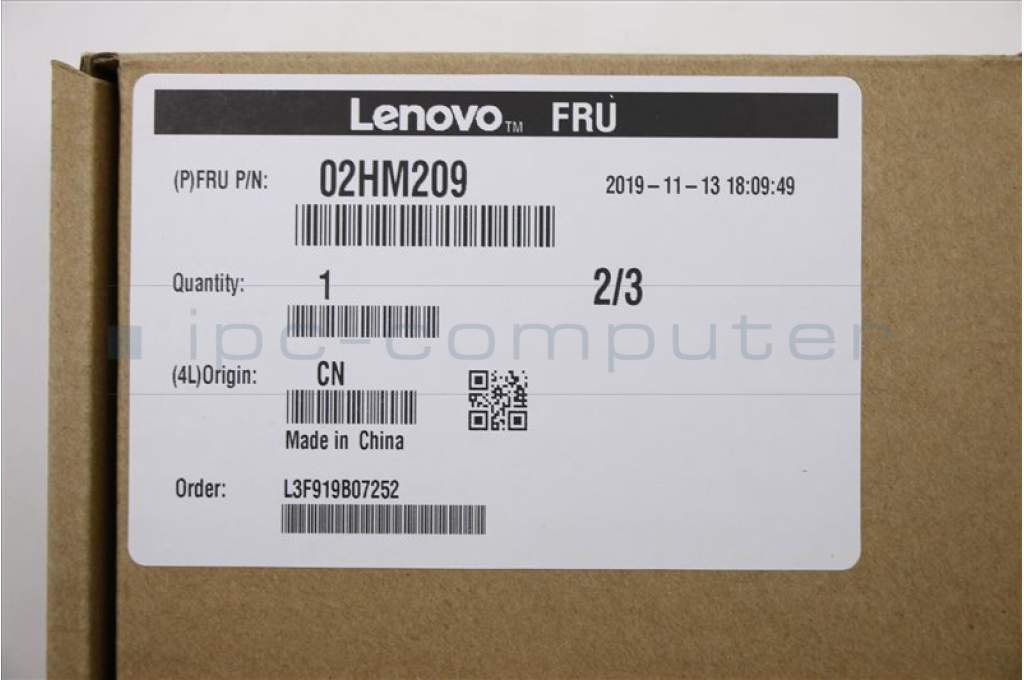 Lenovo™ FRU
(P)FRU P/N: 02HM209 2019-11-13 18:09:49
Quantity: 1 2/3
ipc-computer
(4L)Origin: CN
Made in China
Order: L3F919B07252